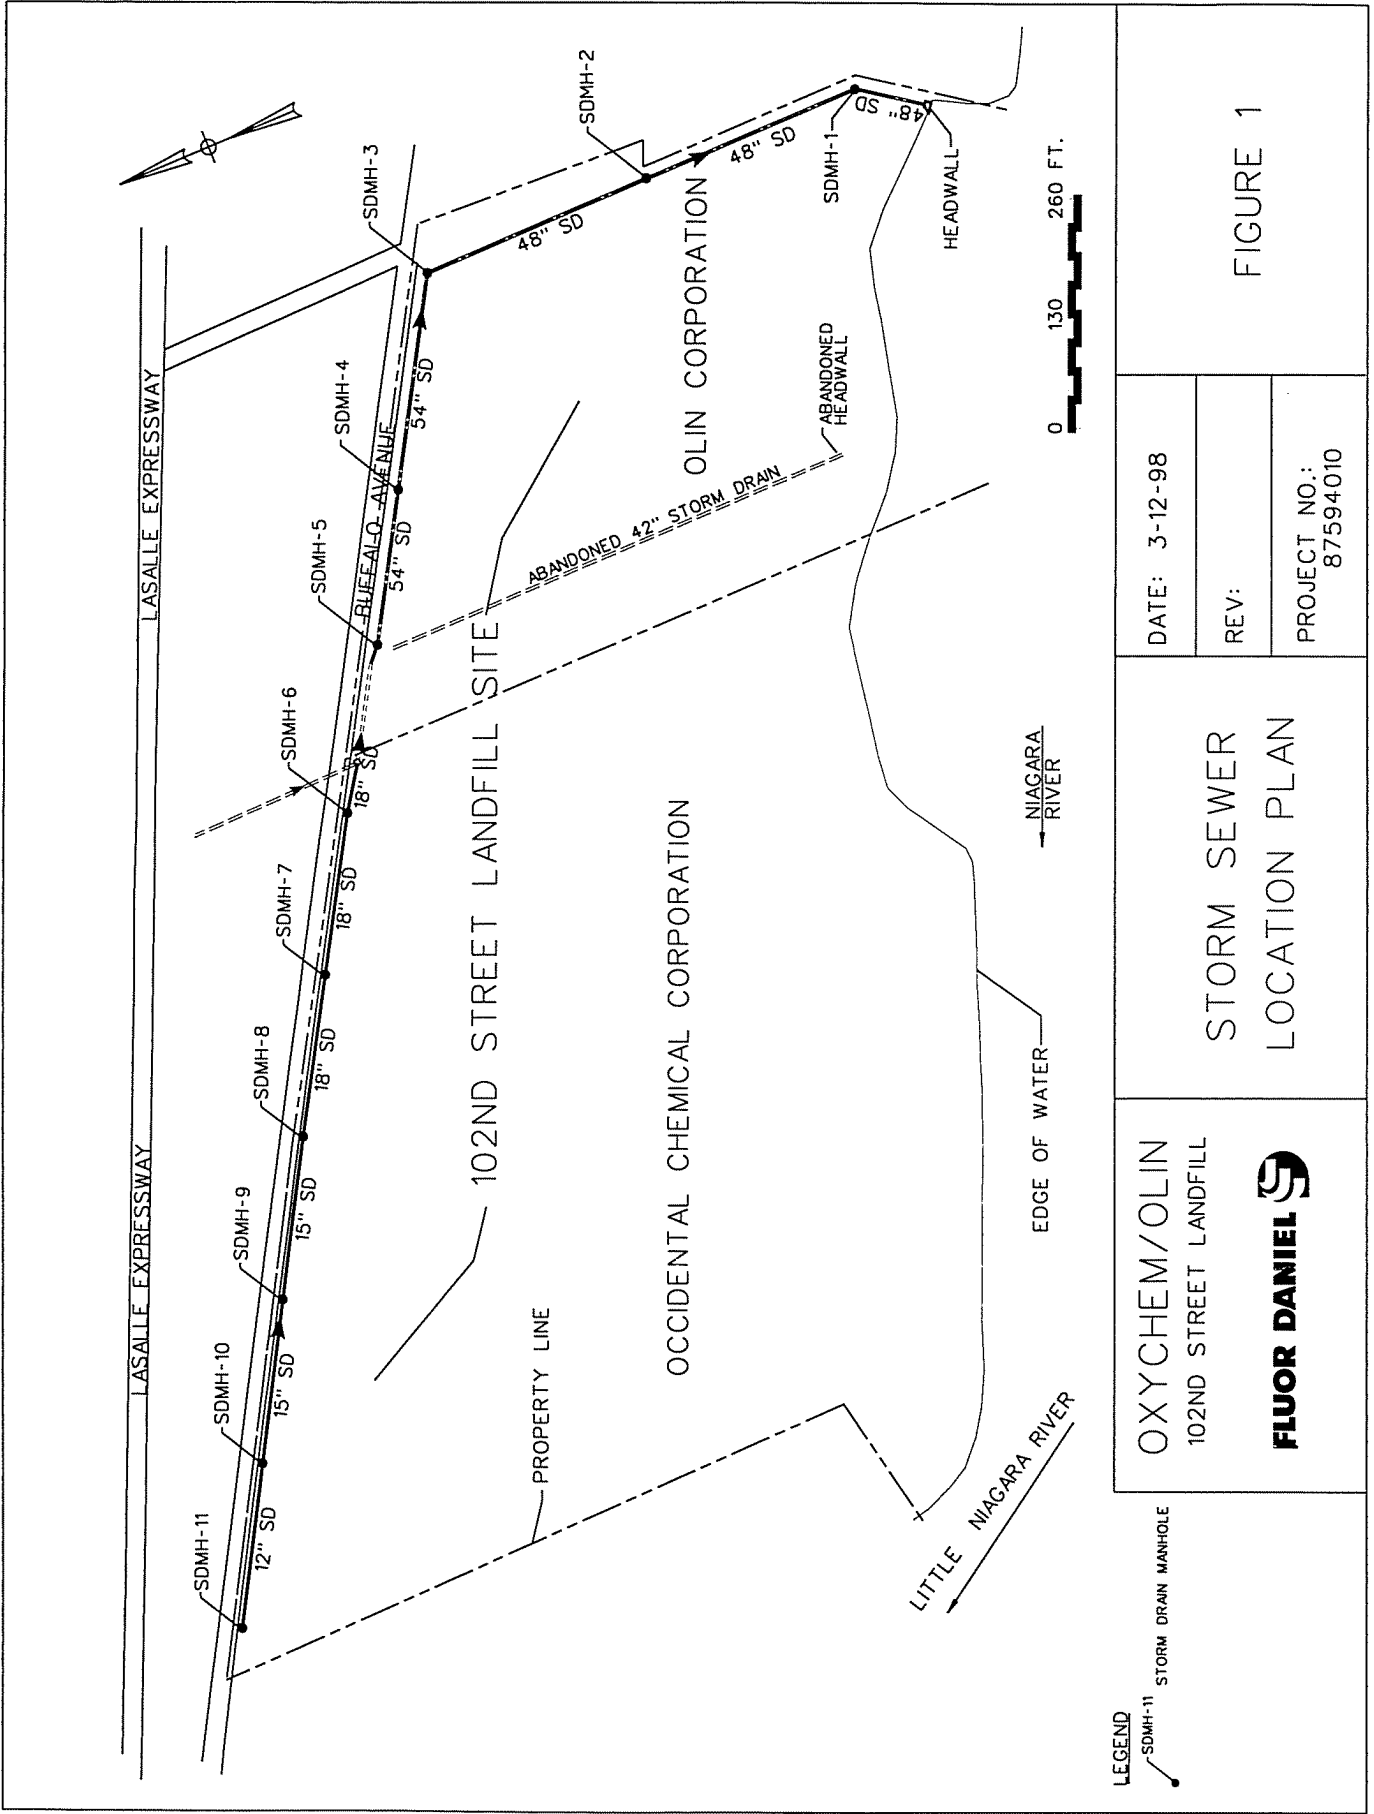 LASALLE EXPRESSWAY
LASALLE EXPRESSWAY
SDMH-11
SDMH-10
SDMH-9
SDMH-8
SDMH-7
SDMH-6
SDMH-5
SDMH-4
SDMH-3
SDMH-2
SDMH-1
12" SD
15" SD
15" SD
18" SD
18" SD
18" SD
54" SD
54" SD
48" SD
48" SD
48" SD
BUFFALO AVENUE
102ND STREET LANDFILL SITE
ABANDONED 42" STORM DRAIN
ABANDONED
HEADWALL
OLIN CORPORATION
OCCIDENTAL CHEMICAL CORPORATION
PROPERTY LINE
HEADWALL
EDGE OF WATER
NIAGARA
RIVER
LITTLE NIAGARA RIVER
0 130 260 FT.
LEGEND
SDMH-11 STORM DRAIN MANHOLE
OXYCHEM/OLIN
102ND STREET LANDFILL
FLUOR DANIEL
STORM SEWER
LOCATION PLAN
DATE: 3-12-98
REV:
PROJECT NO.:
87594010
FIGURE 1